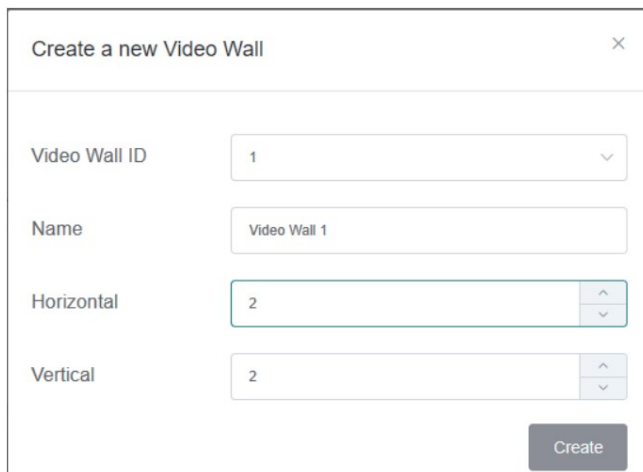 Create a new Video Wall
Video Wall ID 1
Name Video Wall 1
Horizontal 2
Vertical 2
Create